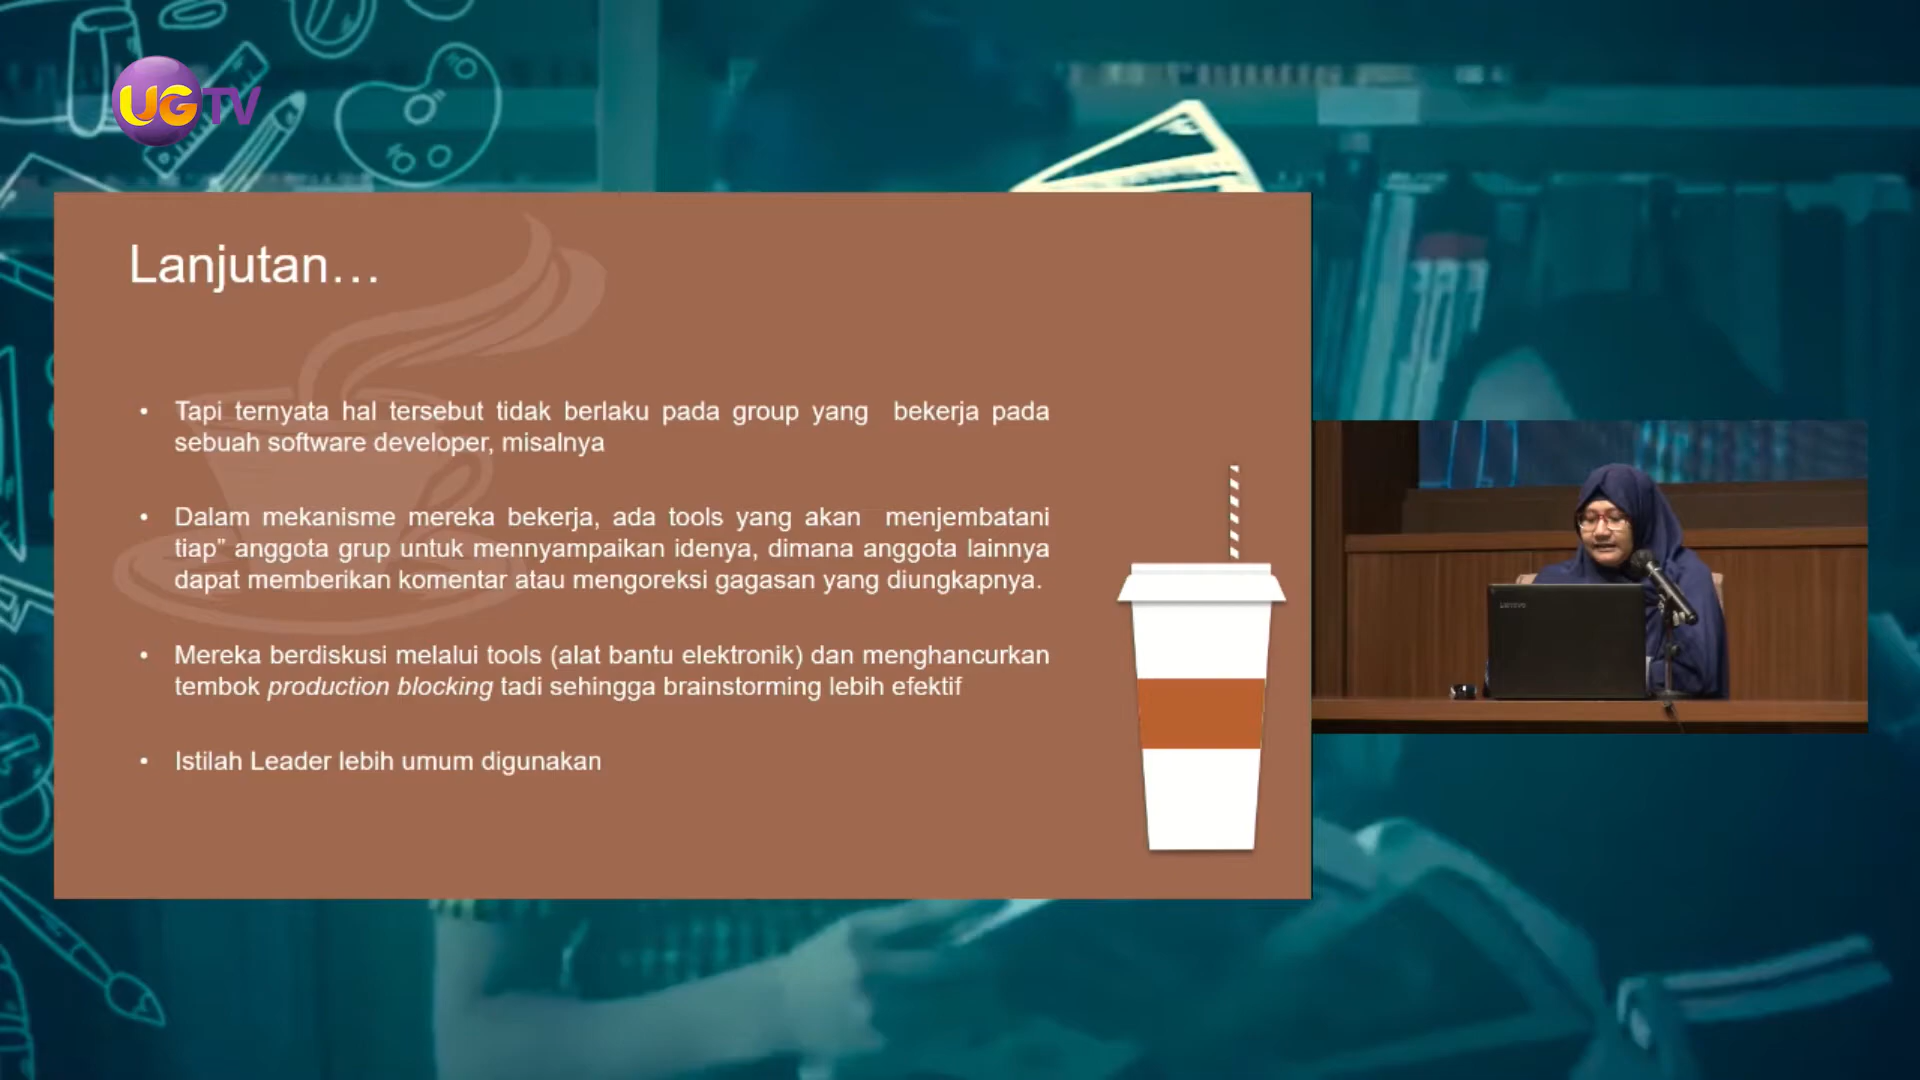 UGTV
Lanjutan…
• Tapi ternyata hal tersebut tidak berlaku pada group yang bekerja pada
sebuah software developer, misalnya
• Dalam mekanisme mereka bekerja, ada tools yang akan menjembatani
tiap” anggota grup untuk mennyampaikan idenya, dimana anggota lainnya
dapat memberikan komentar atau mengoreksi gagasan yang diungkapnya.
• Mereka berdiskusi melalui tools (alat bantu elektronik) dan menghancurkan
tembok production blocking tadi sehingga brainstorming lebih efektif
• Istilah Leader lebih umum digunakan
Lenovo